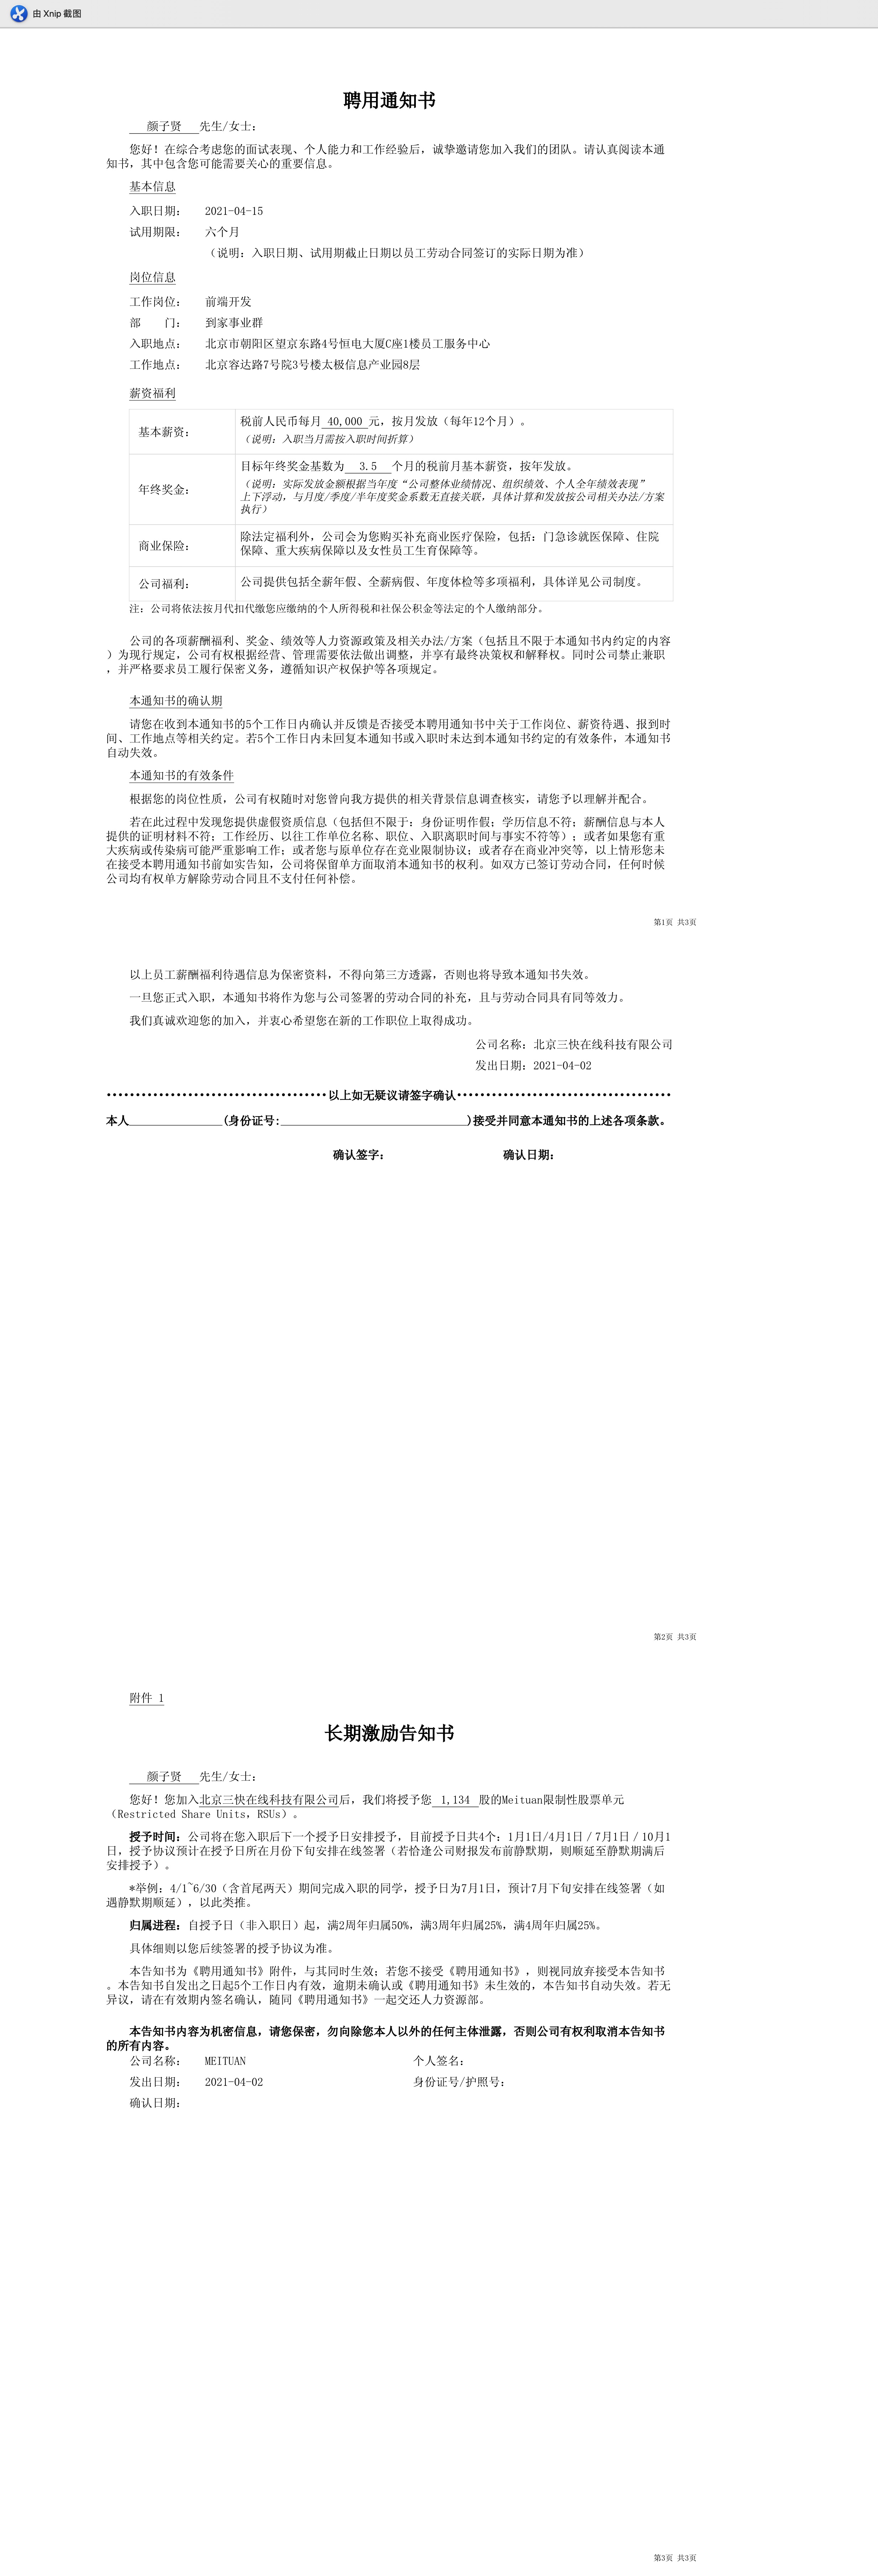 由 Xnip 截图
聘用通知书
颜子贤 先生/女士：
您好！在综合考虑您的面试表现、个人能力和工作经验后，诚挚邀请您加入我们的团队。请认真阅读本通
知书，其中包含您可能需要关心的重要信息。
基本信息
入职日期： 2021-04-15
试用期限： 六个月
（说明：入职日期、试用期截止日期以员工劳动合同签订的实际日期为准）
岗位信息
工作岗位： 前端开发
部 门： 到家事业群
入职地点： 北京市朝阳区望京东路4号恒电大厦C座1楼员工服务中心
工作地点： 北京容达路7号院3号楼太极信息产业园8层
薪资福利
基本薪资： 税前人民币每月 40,000 元，按月发放（每年12个月）。
（说明：入职当月需按入职时间折算）
年终奖金： 目标年终奖金基数为 3.5 个月的税前月基本薪资，按年发放。
（说明：实际发放金额根据当年度“公司整体业绩情况、组织绩效、个人全年绩效表现”
上下浮动，与月度/季度/半年度奖金系数无直接关联，具体计算和发放按公司相关办法/方案
执行）
商业保险： 除法定福利外，公司会为您购买补充商业医疗保险，包括：门急诊就医保障、住院
保障、重大疾病保障以及女性员工生育保障等。
公司福利： 公司提供包括全薪年假、全薪病假、年度体检等多项福利，具体详见公司制度。
注：公司将依法按月代扣代缴您应缴纳的个人所得税和社保公积金等法定的个人缴纳部分。
公司的各项薪酬福利、奖金、绩效等人力资源政策及相关办法/方案（包括且不限于本通知书内约定的内容
）为现行规定，公司有权根据经营、管理需要依法做出调整，并享有最终决策权和解释权。同时公司禁止兼职
，并严格要求员工履行保密义务，遵循知识产权保护等各项规定。
本通知书的确认期
请您在收到本通知书的5个工作日内确认并反馈是否接受本聘用通知书中关于工作岗位、薪资待遇、报到时
间、工作地点等相关约定。若5个工作日内未回复本通知书或入职时未达到本通知书约定的有效条件，本通知书
自动失效。
本通知书的有效条件
根据您的岗位性质，公司有权随时对您曾向我方提供的相关背景信息调查核实，请您予以理解并配合。
若在此过程中发现您提供虚假资质信息（包括但不限于：身份证明作假；学历信息不符；薪酬信息与本人
提供的证明材料不符；工作经历、以往工作单位名称、职位、入职离职时间与事实不符等）；或者如果您有重
大疾病或传染病可能严重影响工作；或者您与原单位存在竞业限制协议；或者存在商业冲突等，以上情形您未
在接受本聘用通知书前如实告知，公司将保留单方面取消本通知书的权利。如双方已签订劳动合同，任何时候
公司均有权单方解除劳动合同且不支付任何补偿。
第1页 共3页
以上员工薪酬福利待遇信息为保密资料，不得向第三方透露，否则也将导致本通知书失效。
一旦您正式入职，本通知书将作为您与公司签署的劳动合同的补充，且与劳动合同具有同等效力。
我们真诚欢迎您的加入，并衷心希望您在新的工作职位上取得成功。
公司名称：北京三快在线科技有限公司
发出日期：2021-04-02
以上如无疑议请签字确认
本人________________(身份证号:________________________________)接受并同意本通知书的上述各项条款。
确认签字： 确认日期：
第2页 共3页
附件 1
长期激励告知书
颜子贤 先生/女士：
您好！您加入北京三快在线科技有限公司后，我们将授予您 1,134 股的Meituan限制性股票单元
（Restricted Share Units，RSUs）。
授予时间：公司将在您入职后下一个授予日安排授予，目前授予日共4个：1月1日/4月1日 / 7月1日 / 10月1
日，授予协议预计在授予日所在月份下旬安排在线签署（若恰逢公司财报发布前静默期，则顺延至静默期满后
安排授予）。
*举例：4/1~6/30（含首尾两天）期间完成入职的同学，授予日为7月1日，预计7月下旬安排在线签署（如
遇静默期顺延），以此类推。
归属进程：自授予日（非入职日）起，满2周年归属50%，满3周年归属25%，满4周年归属25%。
具体细则以您后续签署的授予协议为准。
本告知书为《聘用通知书》附件，与其同时生效；若您不接受《聘用通知书》，则视同放弃接受本告知书
。本告知书自发出之日起5个工作日内有效，逾期未确认或《聘用通知书》未生效的，本告知书自动失效。若无
异议，请在有效期内签名确认，随同《聘用通知书》一起交还人力资源部。
本告知书内容为机密信息，请您保密，勿向除您本人以外的任何主体泄露，否则公司有权利取消本告知书
的所有内容。
公司名称： MEITUAN 个人签名：
发出日期： 2021-04-02 身份证号/护照号：
确认日期：
第3页 共3页